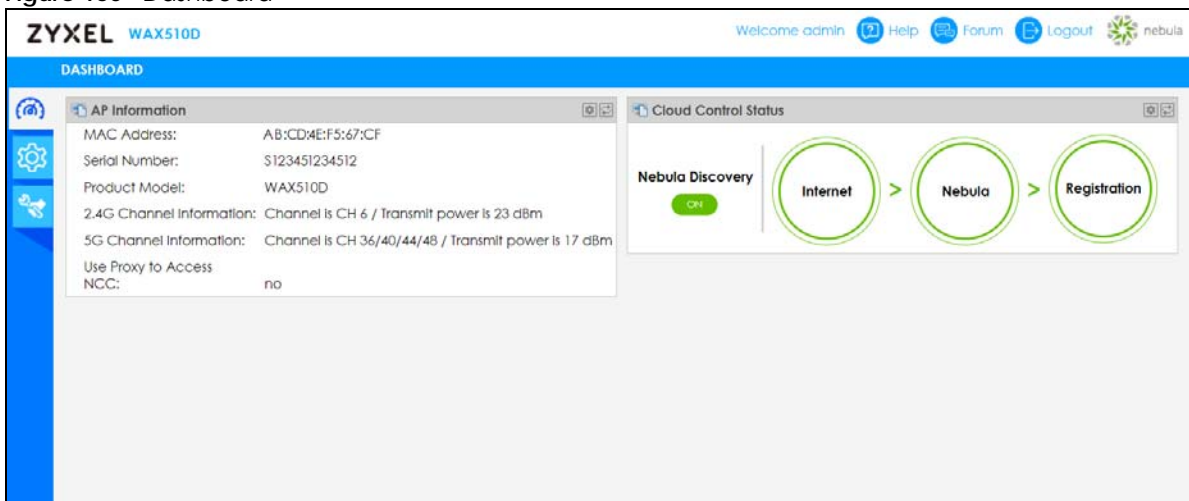 ZYXEL WAX510D
Welcome admin Help Forum Logout nebula
DASHBOARD
AP Information
MAC Address: AB:CD:4E:F5:67:CF
Serial Number: S123451234512
Product Model: WAX510D
2.4G Channel Information: Channel is CH 6 / Transmit power is 23 dBm
5G Channel Information: Channel is CH 36/40/44/48 / Transmit power is 17 dBm
Use Proxy to Access
NCC: no
Cloud Control Status
Nebula Discovery
ON
Internet > Nebula > Registration